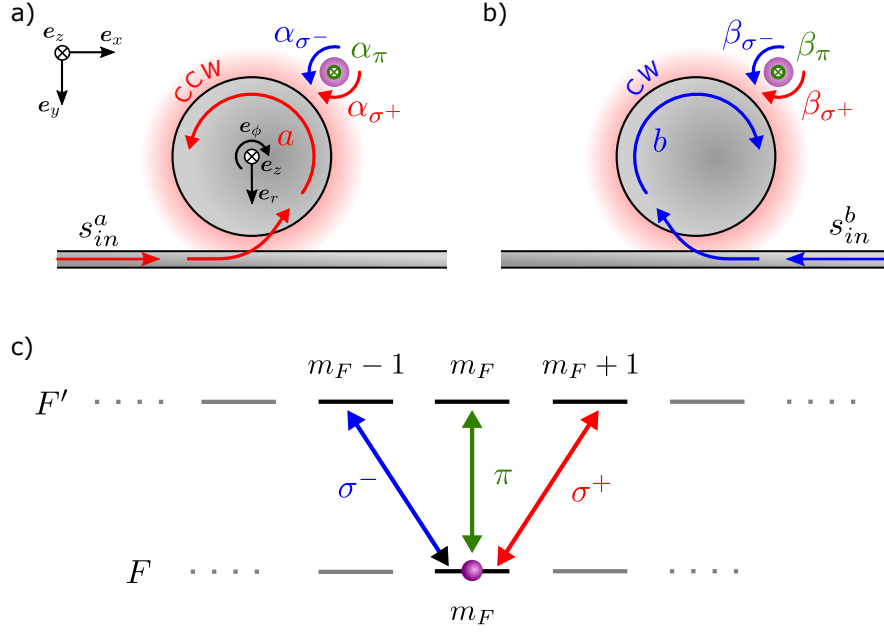 a)
e_z
e_x
e_y
CCW
α_σ−
α_π
α_σ+
e_ϕ
a
e_z
e_r
s_in^a
b)
CW
β_σ−
β_π
β_σ+
b
s_in^b
c)
m_F − 1
m_F
m_F + 1
F′
σ−
π
σ+
F
m_F